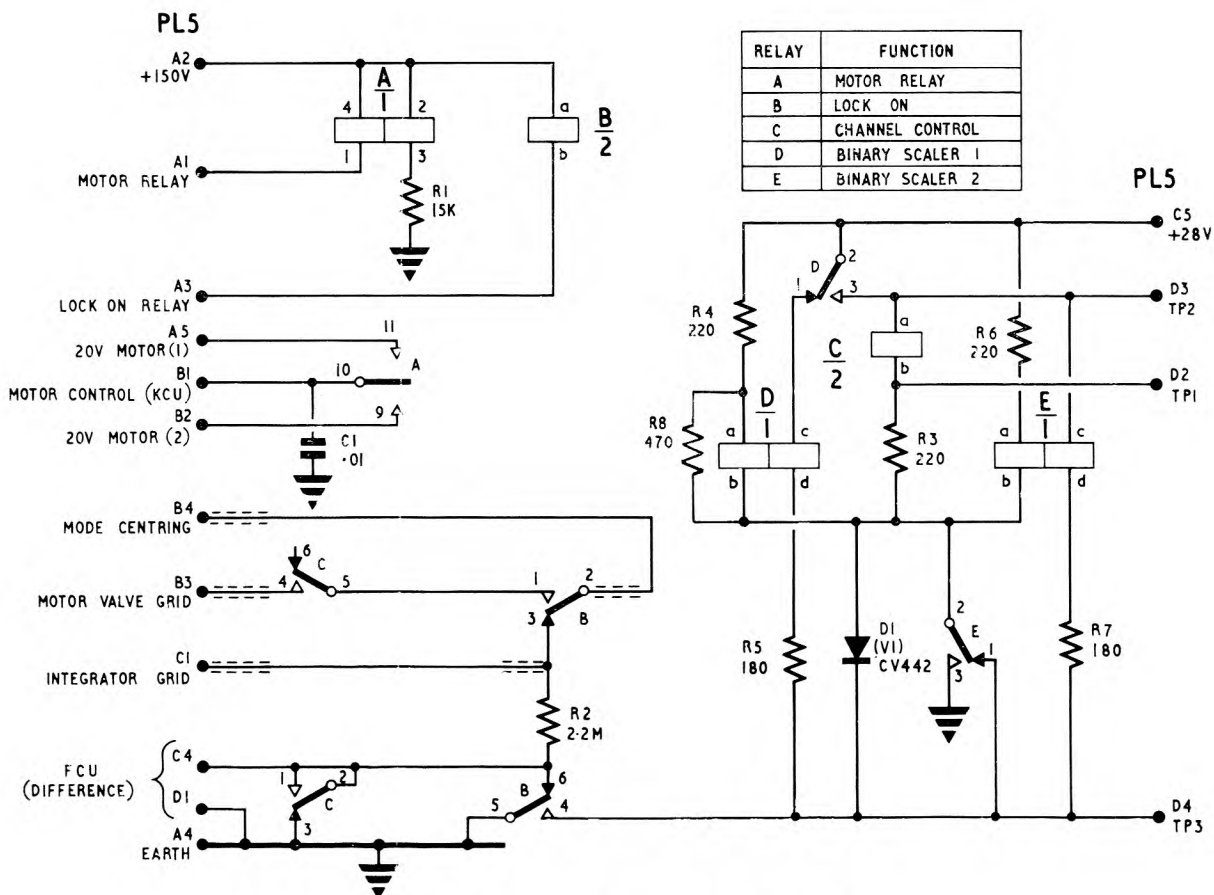 PL5
A2
+150V
A
1
4
2
1
3
a
B
2
b
A1
MOTOR RELAY
R1
15K
A3
LOCK ON RELAY
A5
20V MOTOR (1)
11
B1
MOTOR CONTROL (KCU)
10
A
B2
20V MOTOR (2)
9
C1
.01
B4
MODE CENTRING
6
C
B3
MOTOR VALVE GRID
4
5
1
2
3
B
C1
INTEGRATOR GRID
R2
2.2M
C4
FCU
(DIFFERENCE)
1
2
C
3
D1
6
B
5
4
A4
EARTH
RELAY FUNCTION
A MOTOR RELAY
B LOCK ON
C CHANNEL CONTROL
D BINARY SCALER 1
E BINARY SCALER 2
PL5
C5
+28V
2
D
1
3
D3
TP2
R4
220
a
C
2
b
R6
220
D2
TP1
R8
470
D
1
a
c
b
d
R3
220
E
1
a
c
b
d
R5
180
D1
(V1)
CV442
2
E
1
3
R7
180
D4
TP3